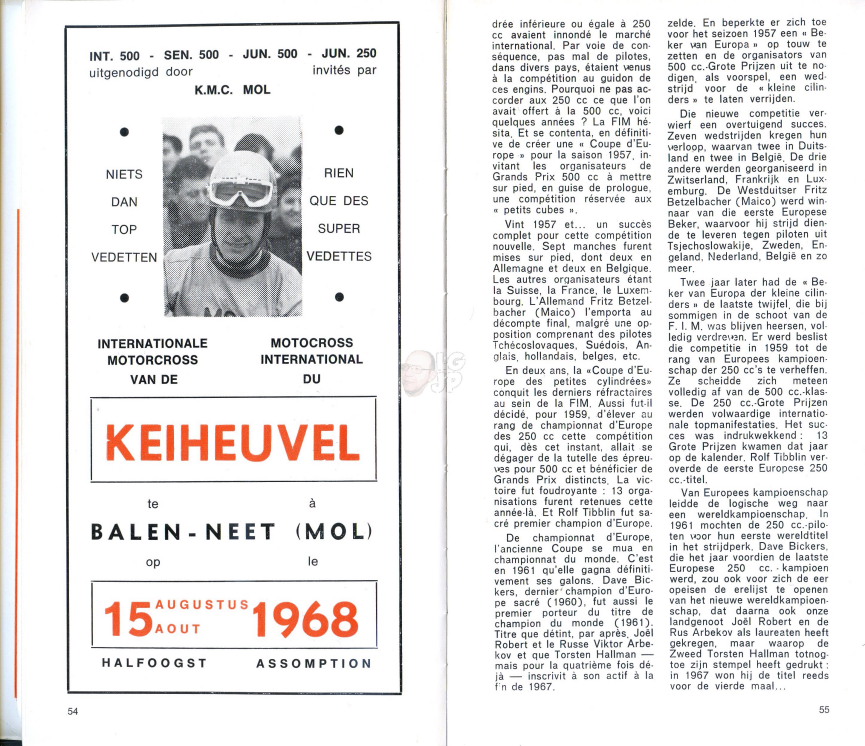 INT. 500 - SEN. 500 - JUN. 500 - JUN. 250
uitgenodigd door
invités par
K.M.C. MOL
NIETS
DAN
TOP
VEDETTEN
RIEN
QUE DES
SUPER
VEDETTES
INTERNATIONALE
MOTORCROSS
VAN DE
MOTOCROSS
INTERNATIONAL
DU
KEIHEUVEL
te
à
BALEN-NEET (MOL)
op
le
15 AUGUSTUS
AOUT 1968
HALFOOGST
ASSOMPTION
54
drée inférieure ou égale à 250
cc avaient innondé le marché
international. Par voie de con-
séquence, pas mal de pilotes,
dans divers pays, étaient venus
à la compétition au guidon de
ces engins. Pourquoi ne pas ac-
corder aux 250 cc ce que l'on
avait offert à la 500 cc, voici
quelques années ? La FIM hé-
sita. Et se contenta, en définiti-
ve de créer une « Coupe d'Eu-
rope » pour la saison 1957, in-
vitant les organisateurs de
Grands Prix 500 cc à mettre
sur pied, en guise de prologue,
une compétition réservée aux
« petits cubes ».
Vint 1957 et... un succès
complet pour cette compétition
nouvelle. Sept manches furent
mises sur pied, dont deux en
Allemagne et deux en Belgique.
Les autres organisateurs étant
la Suisse, la France, le Luxem-
bourg. L'Allemand Fritz Betzel-
bacher (Maico) l'emporta au
décompte final, malgré une op-
position comprenant des pilotes
Tchécoslovaques, Suédois, An-
glais, hollandais, belges, etc.
En deux ans, la «Coupe d'Eu-
rope des petites cylindrées»
conquit les derniers réfractaires
au sein de la FIM. Aussi fut-il
décidé, pour 1959, d'élever au
rang de championnat d'Europe
des 250 cc cette compétition
qui, dès cet instant, allait se
dégager de la tutelle des épreu-
ves pour 500 cc et bénéficier de
Grands Prix distincts. La vic-
toire fut foudroyante : 13 orga-
nisations furent retenues cette
année-là. Et Rolf Tibblin fut sa-
cré premier champion d'Europe.
De championnat d'Europe,
l'ancienne Coupe se mua en
championnat du monde. C'est
en 1961 qu'elle gagna définiti-
vement ses galons. Dave Bic-
kers, dernier champion d'Euro-
pe sacré (1960), fut aussi le
premier porteur du titre de
champion du monde (1961).
Titre que détint, par après, Joël
Robert et le Russe Viktor Arbe-
kov et que Torsten Hallman —
mais pour la quatrième fois dé-
jà — inscrivit à son actif à la
fin de 1967.
zelde. En beperkte er zich toe
voor het seizoen 1957 een « Be-
ker van Europa » op touw te
zetten en de organisators van
500 cc.-Grote Prijzen uit te no-
digen, als voorspel, een wed-
strijd voor de « kleine cilin-
ders » te laten verrijden.
Die nieuwe competitie ver-
wierf een overtuigend succes.
Zeven wedstrijden kregen hun
verloop, waarvan twee in Duits-
land en twee in België. De drie
andere werden georganiseerd in
Zwitserland, Frankrijk en Lux-
emburg. De Westduitser Fritz
Betzelbacher (Maico) werd win-
naar van die eerste Europese
Beker, waarvoor hij strijd dien-
de te leveren tegen piloten uit
Tsjechoslowakije, Zweden, En-
geland, Nederland, België en zo
meer.
Twee jaar later had de « Be-
ker van Europa der kleine cilin-
ders » de laatste twijfel, die bij
sommigen in de schoot van de
F. I. M. was blijven heersen, vol-
ledig verdreven. Er werd beslist
die competitie in 1959 tot de
rang van Europees kampioen-
schap der 250 cc's te verheffen.
Ze scheidde zich meteen
volledig af van de 500 cc.-klas-
se. De 250 cc.-Grote Prijzen
werden volwaardige internatio-
nale topmanifestaties. Het suc-
ces was indrukwekkend : 13
Grote Prijzen kwamen dat jaar
op de kalender. Rolf Tibblin ver-
overde de eerste Europese 250
cc.-titel.
Van Europees kampioenschap
leidde de logische weg naar
een wereldkampioenschap. In
1961 mochten de 250 cc.-pilo-
ten voor hun eerste wereldtitel
in het strijdperk. Dave Bickers,
die het jaar voordien de laatste
Europese 250 cc. - kampioen
werd, zou ook voor zich de eer
opeisen de erelijst te openen
van het nieuwe wereldkampioen-
schap, dat daarna ook onze
landgenoot Joël Robert en de
Rus Arbekov als laureaten heeft
gekregen, maar waarop de
Zweed Torsten Hallman totnog-
toe zijn stempel heeft gedrukt :
in 1967 won hij de titel reeds
voor de vierde maal...
55
IG
JP